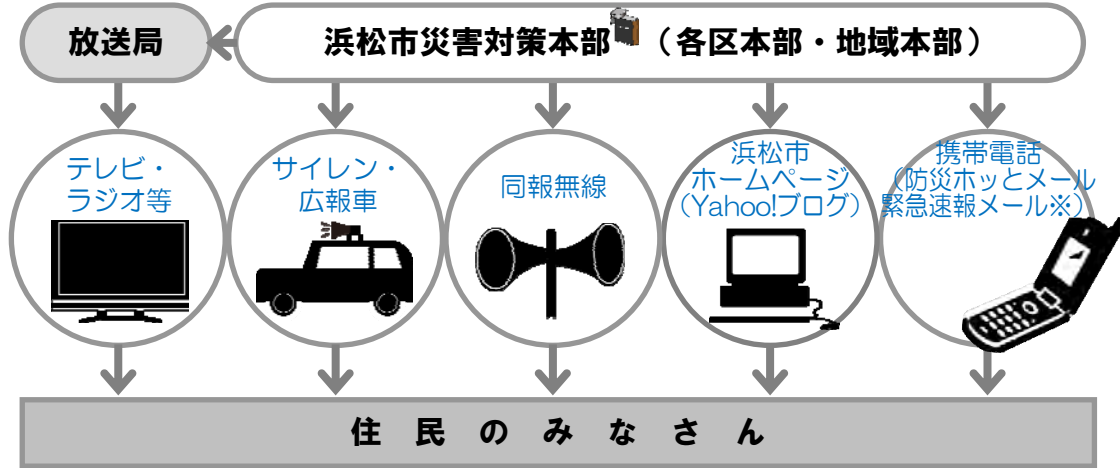 放送局
浜松市災害対策本部（各区本部・地域本部）
テレビ・
ラジオ等
サイレン・
広報車
同報無線
浜松市
ホームページ
（Yahoo!ブログ）
携帯電話
（防災ホッとメール
緊急速報メール※）
住民のみなさん